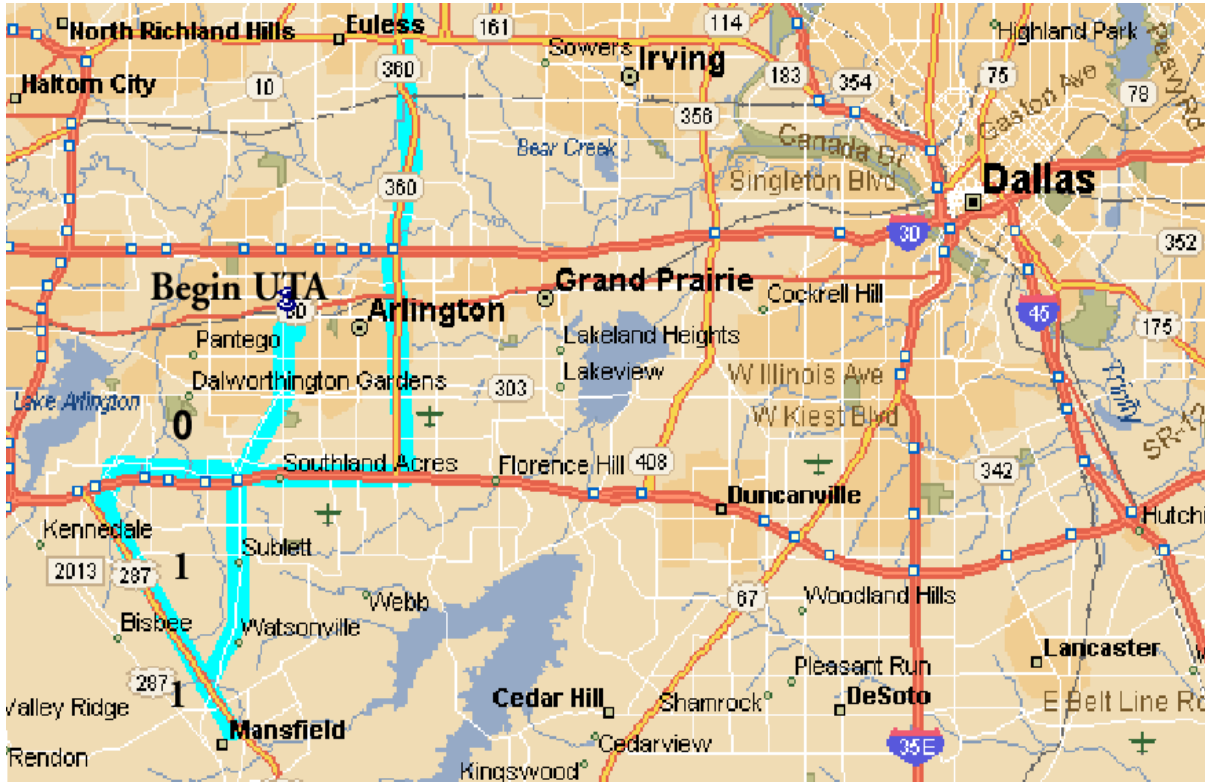 North Richland Hills
Euless
161
114
Highland Park
Sowers
Irving
360
183
354
75
Gaston Ave
Peavy Rd
Haltom City
10
78
356
Bear Creek
Canada Dr
360
Singleton Blvd
Dallas
30
352
Begin UTA
Grand Prairie
80
Arlington
Cockrell Hill
45
175
Pantego
Lakeland Heights
Dalworthington Gardens
303
Lakeview
W Illinois Ave
Trinity
Lake Arlington
0
W Kiest Blvd
Southland Acres
Florence Hill
408
342
Duncanville
Kennedale
Hutchi
Sublett
2013
287
1
Webb
67
Woodland Hills
Bisbee
Watsonville
Lancaster
287
1
Pleasant Run
Valley Ridge
Cedar Hill
Shamrock
DeSoto
E Belt Line Rd
Mansfield
Cedarview
35E
Rendon
Kingswood